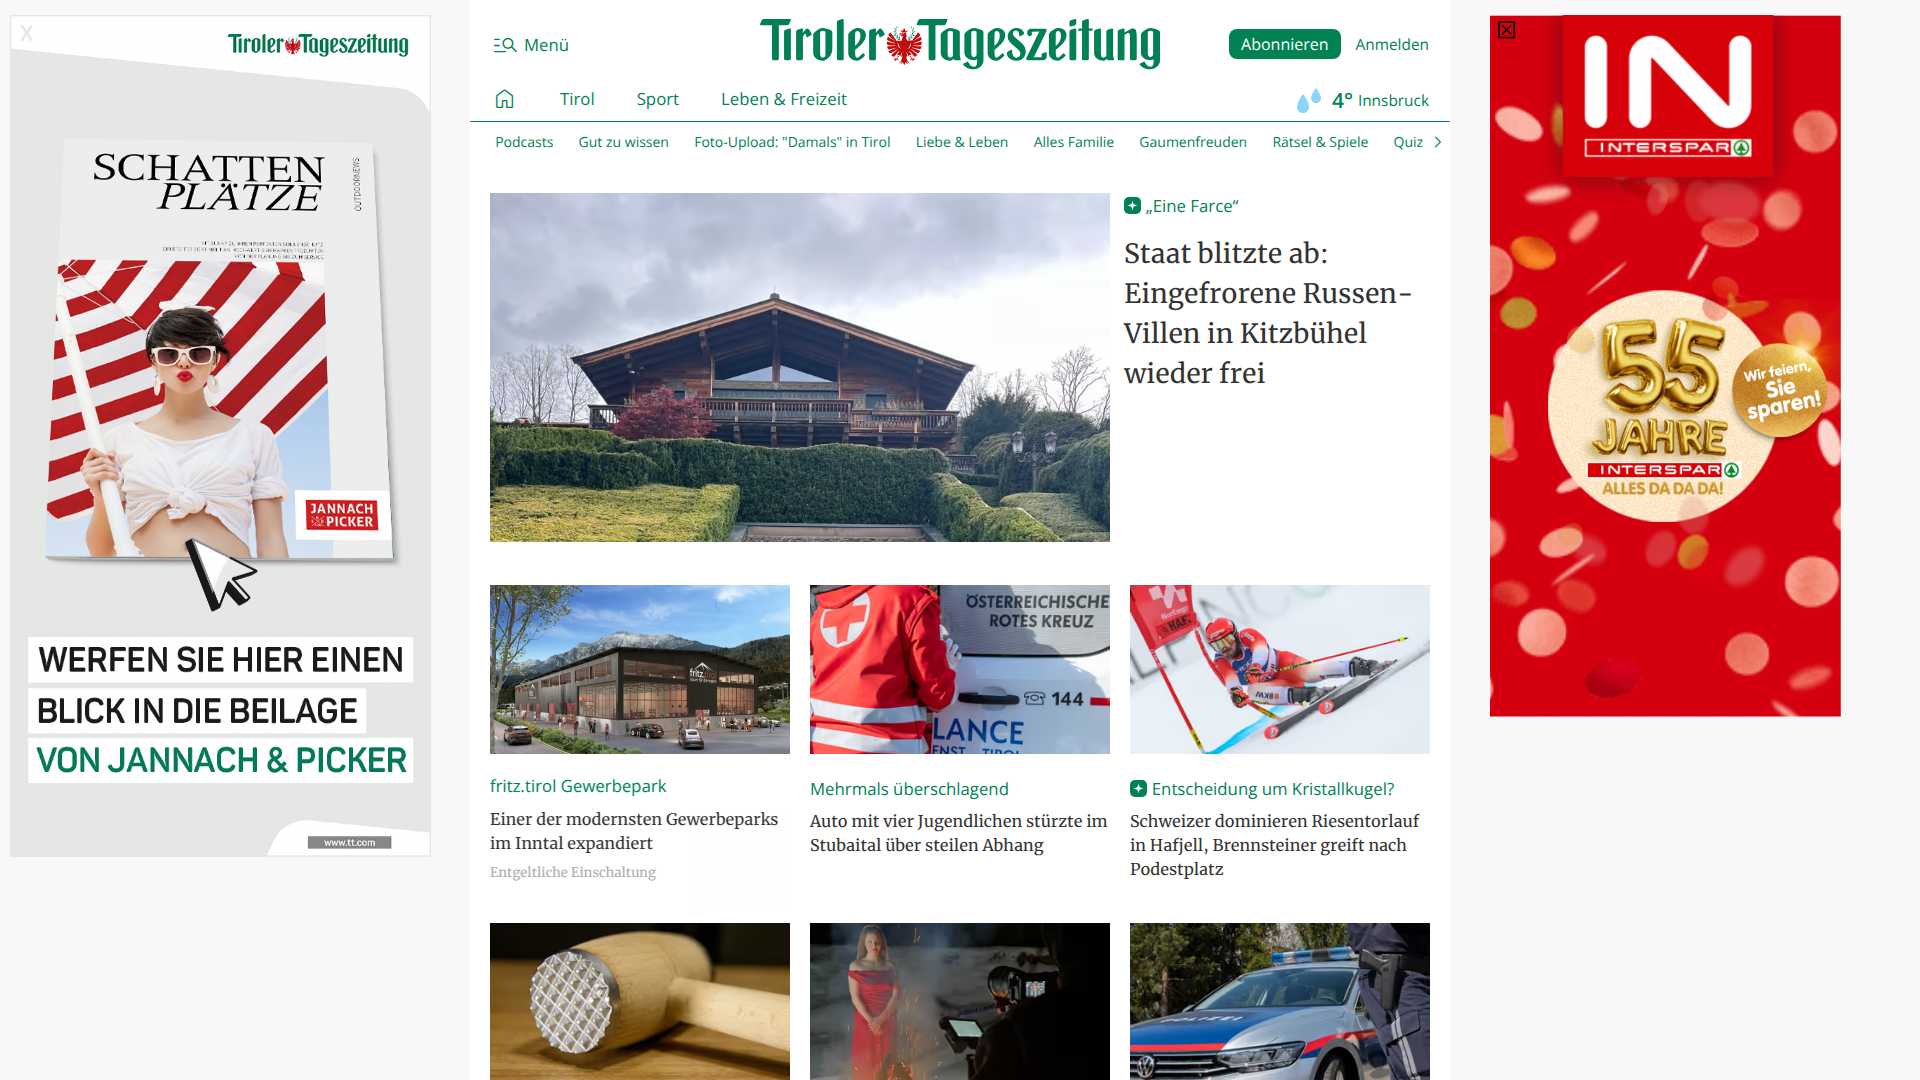 X
Tiroler Tageszeitung
SCHATTEN
PLÄTZE
OUTDOORNEWS
JANNACH
& PICKER
WERFEN SIE HIER EINEN
BLICK IN DIE BEILAGE
VON JANNACH & PICKER
www.tt.com
Menü
Tiroler Tageszeitung
Abonnieren
Anmelden
Tirol
Sport
Leben & Freizeit
4° Innsbruck
Podcasts
Gut zu wissen
Foto-Upload: "Damals" in Tirol
Liebe & Leben
Alles Familie
Gaumenfreuden
Rätsel & Spiele
Quiz
„Eine Farce“
Staat blitzte ab:
Eingefrorene Russen-
Villen in Kitzbühel
wieder frei
fritz.tirol
ÖSTERREICHISCHE
ROTES KREUZ
144
LANCE
fritz.tirol Gewerbepark
Einer der modernsten Gewerbeparks
im Inntal expandiert
Entgeltliche Einschaltung
Mehrmals überschlagend
Auto mit vier Jugendlichen stürzte im
Stubaital über steilen Abhang
Entscheidung um Kristallkugel?
Schweizer dominieren Riesentorlauf
in Hafjell, Brennsteiner greift nach
Podestplatz
POLIZEI
IN
INTERSPAR
55
JAHRE
INTERSPAR
ALLES DA DA DA!
Wir feiern,
Sie
sparen!